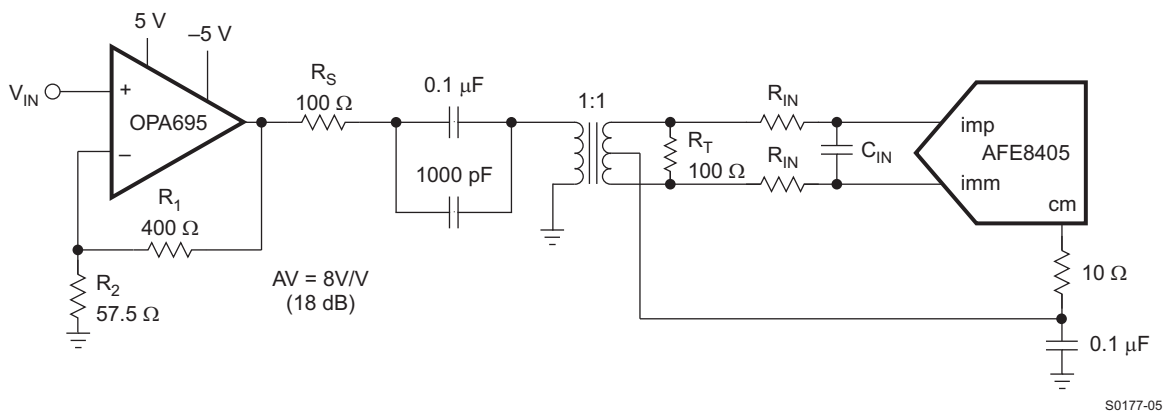 5 V
–5 V
V_IN
+
OPA695
–
R_S
100 Ω
0.1 μF
1000 pF
1:1
R_T
100 Ω
R_IN
R_IN
C_IN
imp
AFE8405
imm
cm
R_1
400 Ω
R_2
57.5 Ω
AV = 8V/V
(18 dB)
10 Ω
0.1 μF
S0177-05